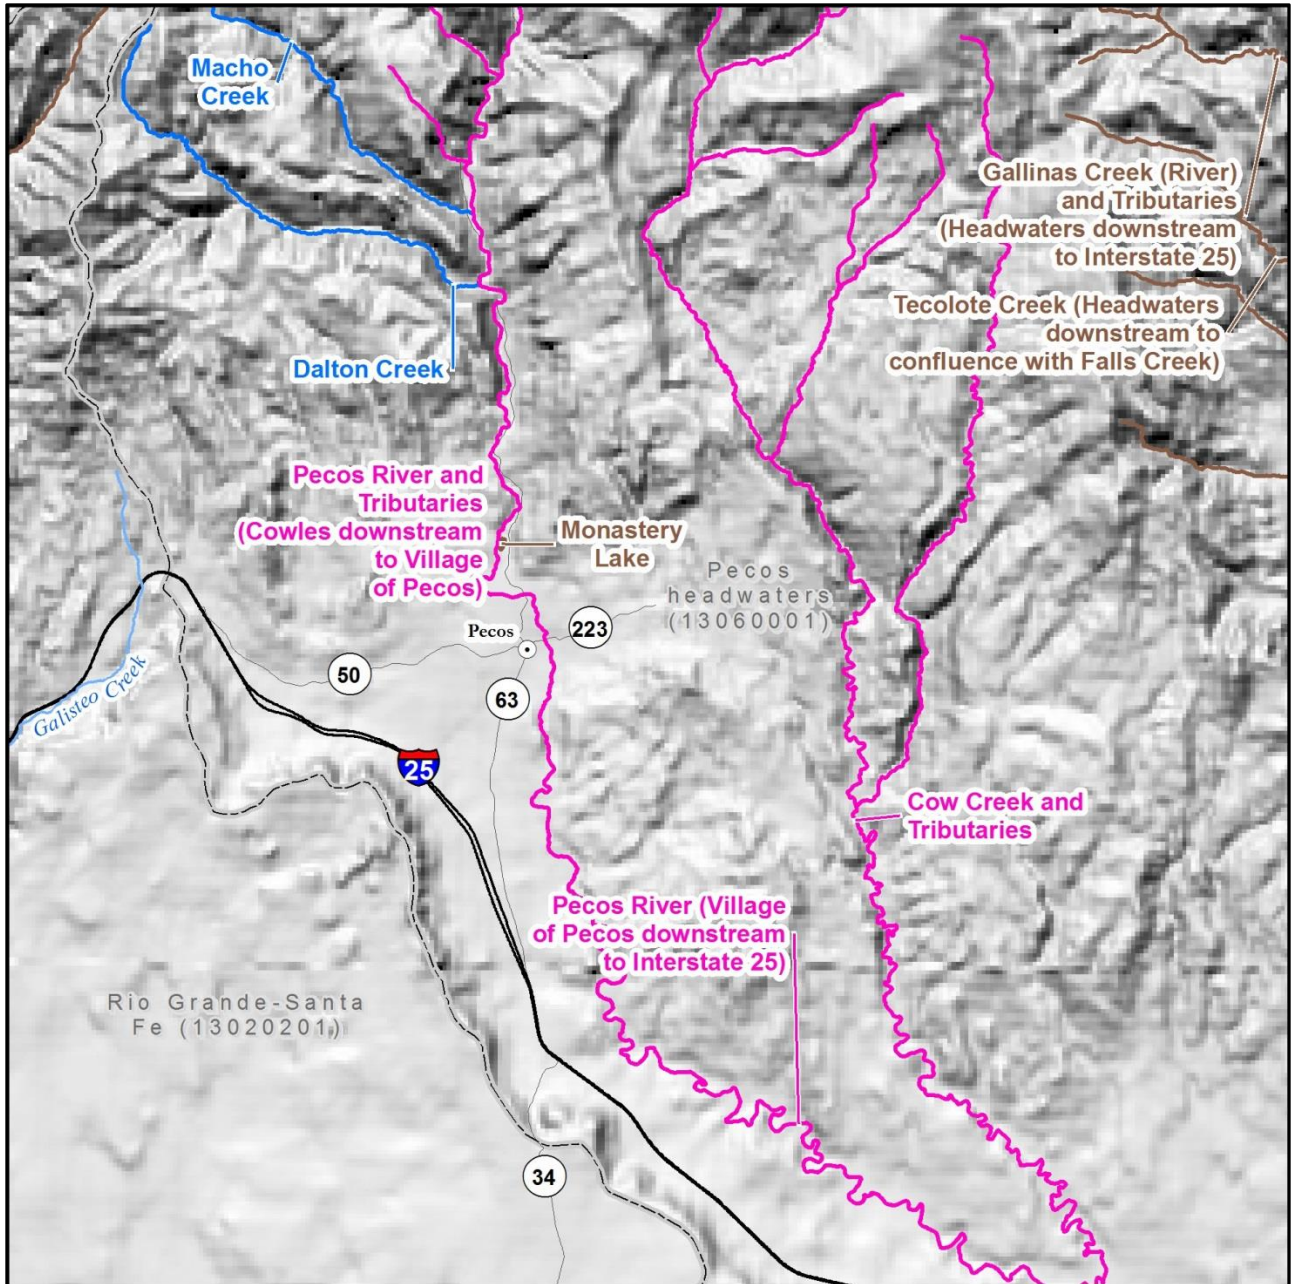 Macho
Creek
Gallinas Creek (River)
and Tributaries
(Headwaters downstream
to Interstate 25)
Tecolote Creek (Headwaters
downstream to
confluence with Falls Creek)
Dalton Creek
Pecos River and
Tributaries
(Cowles downstream
to Village
of Pecos)
Monastery
Lake
Pecos
headwaters
(13060001)
Pecos
223
50
63
Galisteo Creek
25
Cow Creek and
Tributaries
Pecos River (Village
of Pecos downstream
to Interstate 25)
Rio Grande-Santa
Fe (13020201)
34